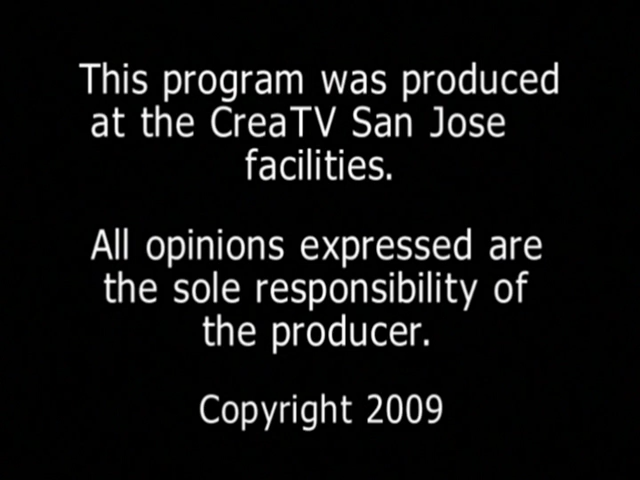 This program was produced
at the CreaTV San Jose
facilities.
All opinions expressed are
the sole responsibility of
the producer.
Copyright 2009